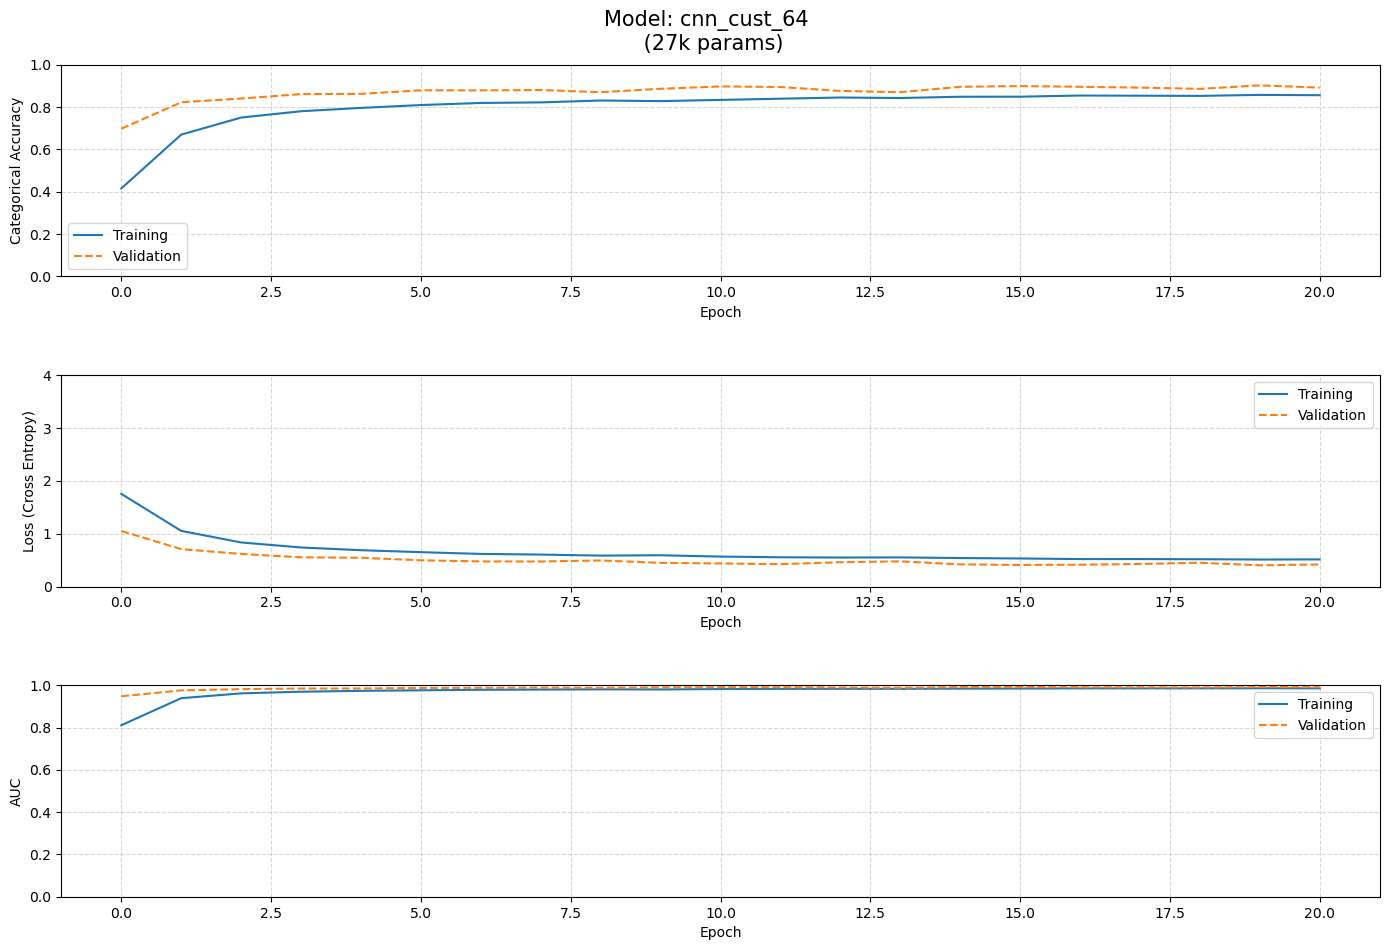 Model: cnn_cust_64
(27k params)
Categorical Accuracy
1.0
0.8
0.6
0.4
0.2
0.0
Training
Validation
0.0 2.5 5.0 7.5 10.0 12.5 15.0 17.5 20.0
Epoch
Loss (Cross Entropy)
4
3
2
1
0
Training
Validation
0.0 2.5 5.0 7.5 10.0 12.5 15.0 17.5 20.0
Epoch
AUC
1.0
0.8
0.6
0.4
0.2
0.0
Training
Validation
0.0 2.5 5.0 7.5 10.0 12.5 15.0 17.5 20.0
Epoch